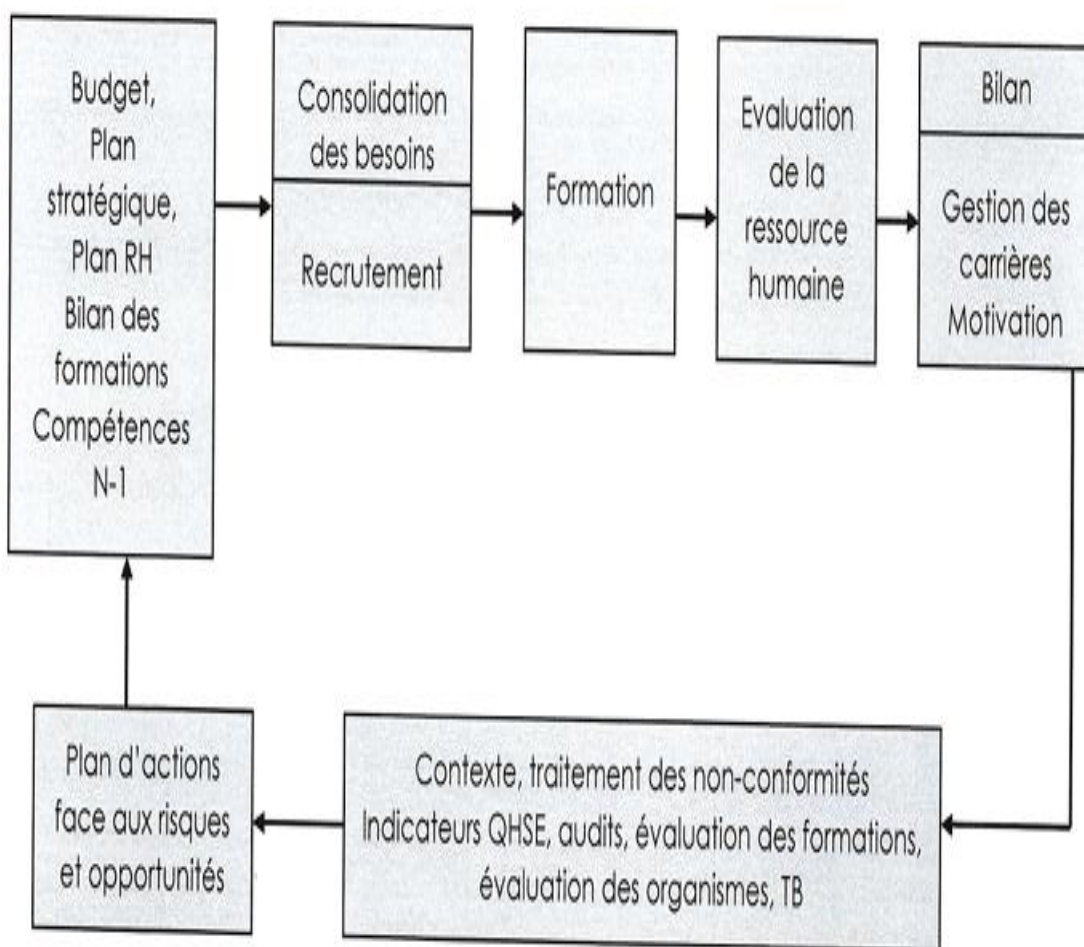 Budget,
Plan
stratégique,
Plan RH
Bilan des
formations
Compétences
N-1
Consolidation
des besoins
Recrutement
Formation
Evaluation
de la
ressource
humaine
Bilan
Gestion des
carrières
Motivation
Contexte, traitement des non-conformités
Indicateurs QHSE, audits, évaluation des formations,
évaluation des organismes, TB
Plan d'actions
face aux risques
et opportunités